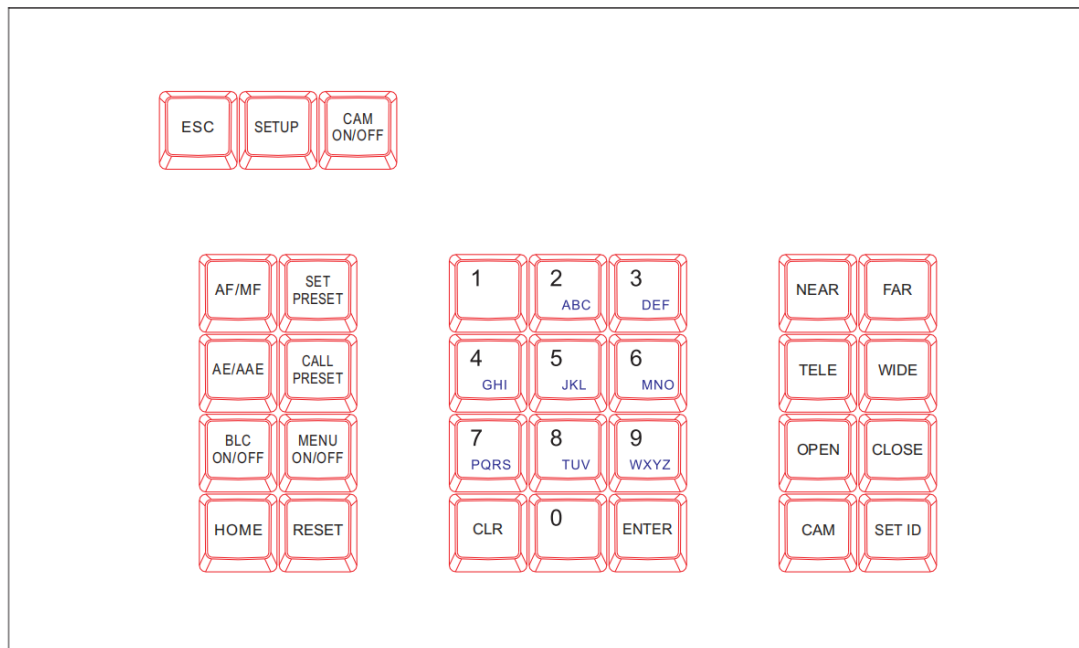 ESC
SETUP
CAM
ON/OFF
AF/MF
SET
PRESET
AE/AAE
CALL
PRESET
BLC
ON/OFF
MENU
ON/OFF
HOME
RESET
1
2
ABC
3
DEF
4
GHI
5
JKL
6
MNO
7
PQRS
8
TUV
9
WXYZ
CLR
0
ENTER
NEAR
FAR
TELE
WIDE
OPEN
CLOSE
CAM
SET ID